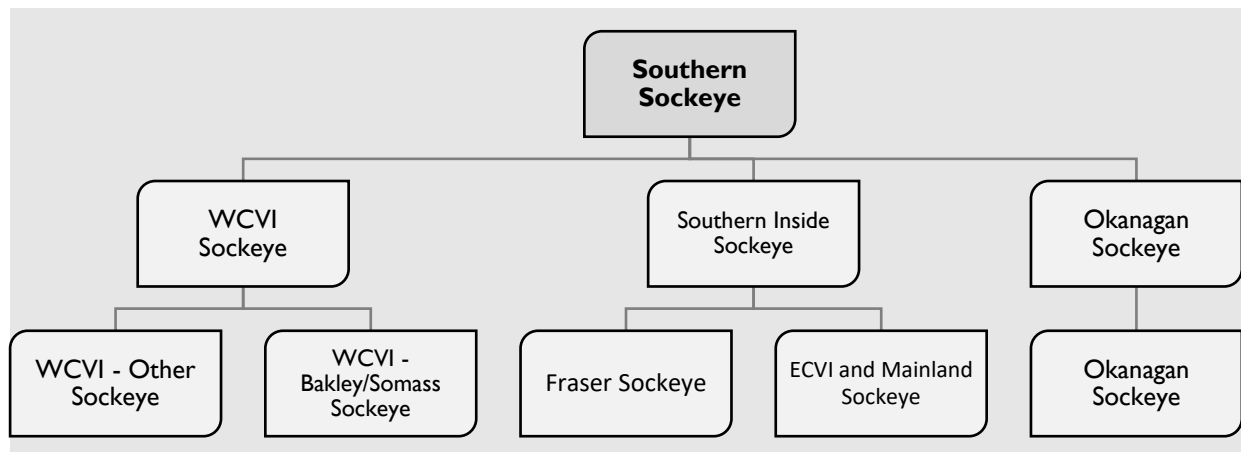 Southern
Sockeye
WCVI
Sockeye
Southern Inside
Sockeye
Okanagan
Sockeye
WCVI - Other
Sockeye
WCVI -
Bakley/Somass
Sockeye
Fraser Sockeye
ECVI and Mainland
Sockeye
Okanagan
Sockeye